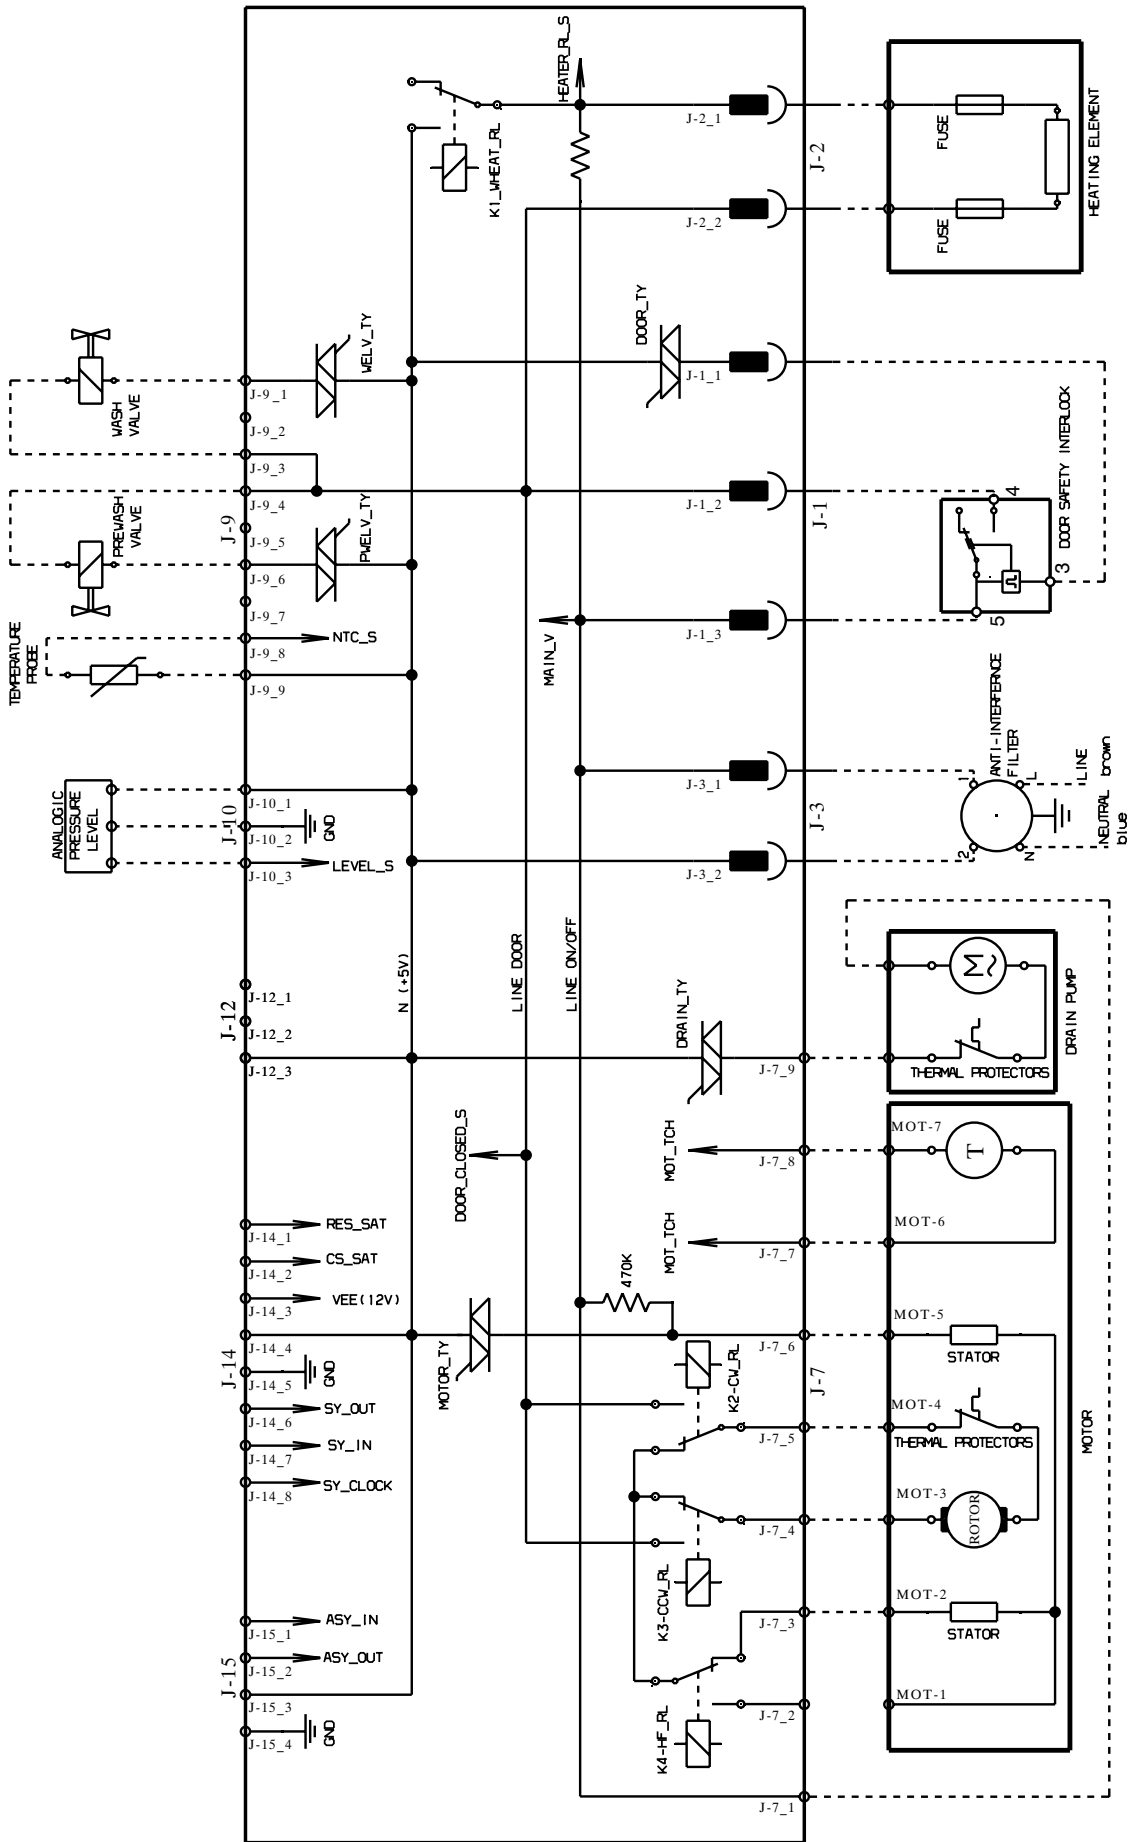 HEATER_RL_S
K1_WHEAT_RL
J-2_1
J-2_2
J-2
FUSE
FUSE
HEATING ELEMENT
WASH
VALVE
J-9_1
J-9_2
J-9_3
J-9_4
J-9_5
J-9_6
J-9_7
J-9_8
J-9_9
J-9
WELV_TY
PWELV_TY
PREWASH
VALVE
TEMPERATURE
PROBE
NTC_S
DOOR_TY
J-1_1
J-1_2
J-1_3
J-1
MAIN_V
DOOR SAFETY INTERLOCK
3
4
5
ANALOGIC
PRESSURE
LEVEL
J-10
J-10_1
J-10_2
J-10_3
GND
LEVEL_S
J-3_1
J-3_2
J-3
ANTI-INTERFERNCE
FILTER
1
2
L
N
LINE
brown
NEUTRAL
blue
N (+5V)
LINE DOOR
LINE ON/OFF
J-12
J-12_1
J-12_2
J-12_3
DRAIN_TY
J-7_9
M
THERMAL PROTECTORS
DRAIN PUMP
DOOR_CLOSED_S
MOT_TCH
J-7_8
MOT_TCH
J-7_7
MOT-7
T
MOT-6
J-14_1
RES_SAT
J-14_2
CS_SAT
J-14_3
VEE(12V)
J-14_4
J-14
J-14_5
GND
J-14_6
SY_OUT
J-14_7
SY_IN
J-14_8
SY_CLOCK
MOTOR_TY
470K
J-7_6
J-7
K2-CW_RL
J-7_5
J-7_4
K3-CCW_RL
J-7_3
K4-HF_RL
J-7_2
J-7_1
MOT-5
STATOR
MOT-4
THERMAL PROTECTORS
MOT-3
ROTOR
MOT-2
STATOR
MOT-1
MOTOR
J-15_1
ASY_IN
J-15_2
ASY_OUT
J-15
J-15_3
J-15_4
GND